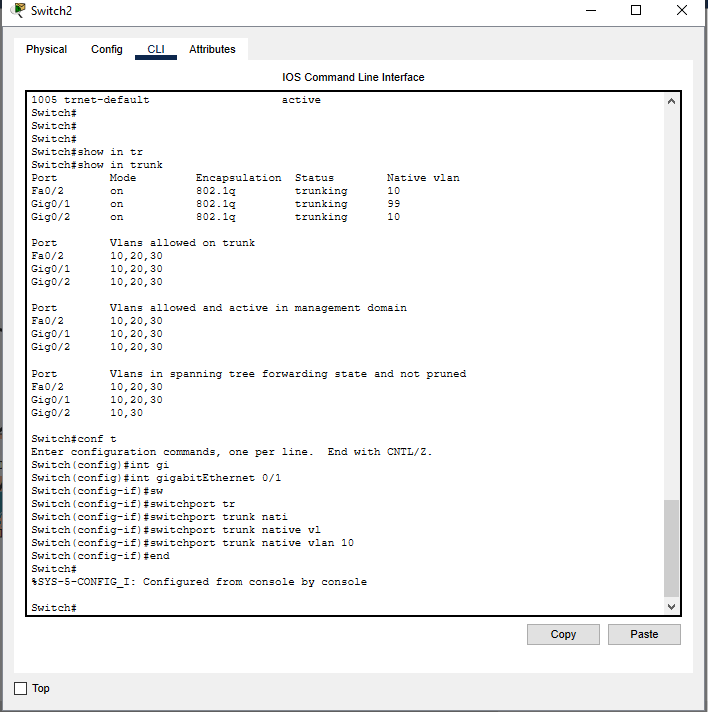 Switch2
Physical Config CLI Attributes
IOS Command Line Interface
1005 trnet-default active
Switch#
Switch#
Switch#
Switch#show in tr
Switch#show in trunk
Port Mode Encapsulation Status Native vlan
Fa0/2 on 802.1q trunking 10
Gig0/1 on 802.1q trunking 99
Gig0/2 on 802.1q trunking 10
Port Vlans allowed on trunk
Fa0/2 10,20,30
Gig0/1 10,20,30
Gig0/2 10,20,30
Port Vlans allowed and active in management domain
Fa0/2 10,20,30
Gig0/1 10,20,30
Gig0/2 10,20,30
Port Vlans in spanning tree forwarding state and not pruned
Fa0/2 10,20,30
Gig0/1 10,20,30
Gig0/2 10,30
Switch#conf t
Enter configuration commands, one per line. End with CNTL/Z.
Switch(config)#int gi
Switch(config)#int gigabitEthernet 0/1
Switch(config-if)#sw
Switch(config-if)#switchport tr
Switch(config-if)#switchport trunk nati
Switch(config-if)#switchport trunk native vl
Switch(config-if)#switchport trunk native vlan 10
Switch(config-if)#end
Switch#
%SYS-5-CONFIG_I: Configured from console by console
Switch#
Copy Paste
Top